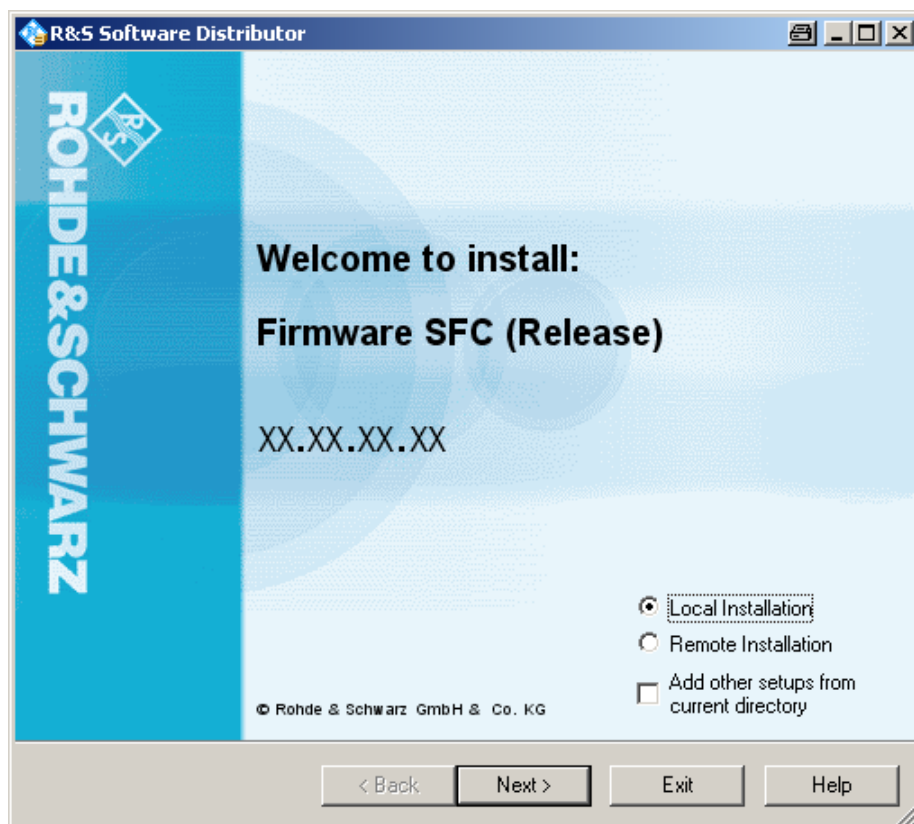 R&S Software Distributor
ROHDE&SCHWARZ
R
S
Welcome to install:
Firmware SFC (Release)
XX.XX.XX.XX
Local Installation
Remote Installation
Add other setups from
current directory
© Rohde & Schwarz GmbH & Co. KG
< Back
Next >
Exit
Help